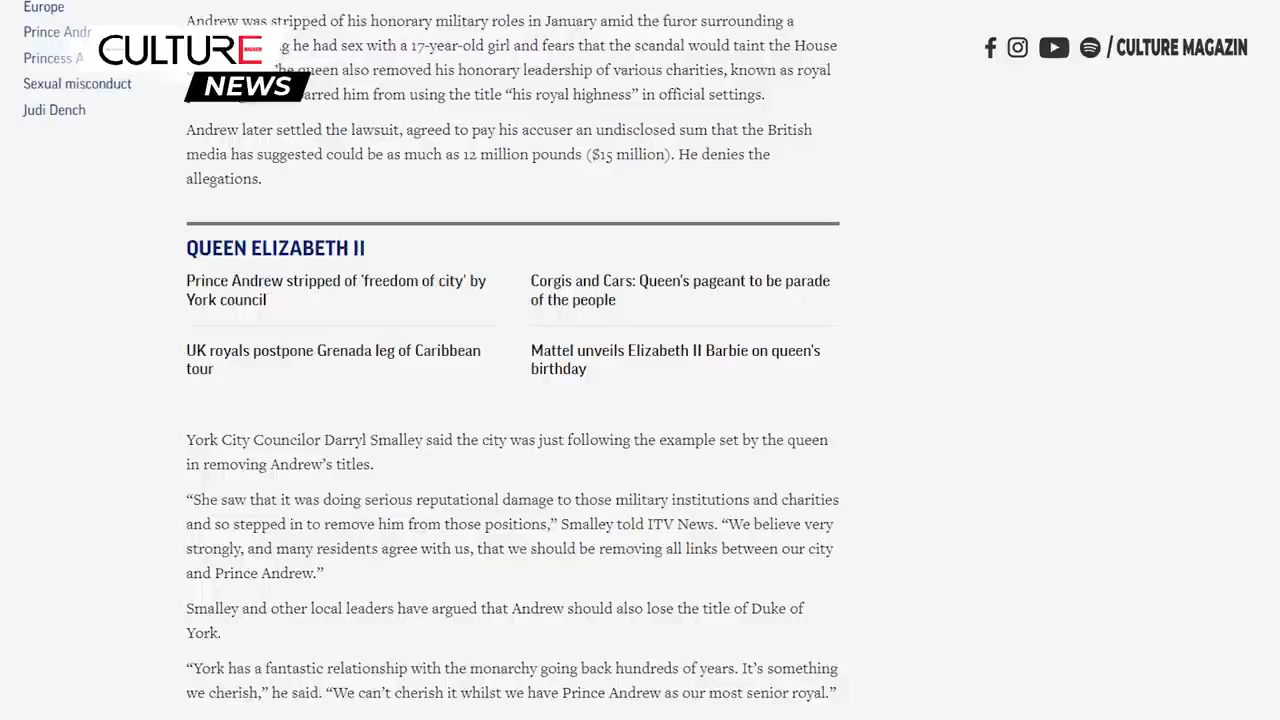 Europe
Prince Andr
Princess A
Sexual misconduct
Judi Dench
CULTURE
NEWS
/ CULTURE MAGAZIN
Andrew was stripped of his honorary military roles in January amid the furor surrounding a
g he had sex with a 17-year-old girl and fears that the scandal would taint the House
queen also removed his honorary leadership of various charities, known as royal
arred him from using the title “his royal highness” in official settings.
Andrew later settled the lawsuit, agreed to pay his accuser an undisclosed sum that the British
media has suggested could be as much as 12 million pounds ($15 million). He denies the
allegations.
QUEEN ELIZABETH II
Prince Andrew stripped of 'freedom of city' by
York council
Corgis and Cars: Queen's pageant to be parade
of the people
UK royals postpone Grenada leg of Caribbean
tour
Mattel unveils Elizabeth II Barbie on queen's
birthday
York City Councilor Darryl Smalley said the city was just following the example set by the queen
in removing Andrew’s titles.
“She saw that it was doing serious reputational damage to those military institutions and charities
and so stepped in to remove him from those positions,” Smalley told ITV News. “We believe very
strongly, and many residents agree with us, that we should be removing all links between our city
and Prince Andrew.”
Smalley and other local leaders have argued that Andrew should also lose the title of Duke of
York.
“York has a fantastic relationship with the monarchy going back hundreds of years. It’s something
we cherish,” he said. “We can’t cherish it whilst we have Prince Andrew as our most senior royal.”